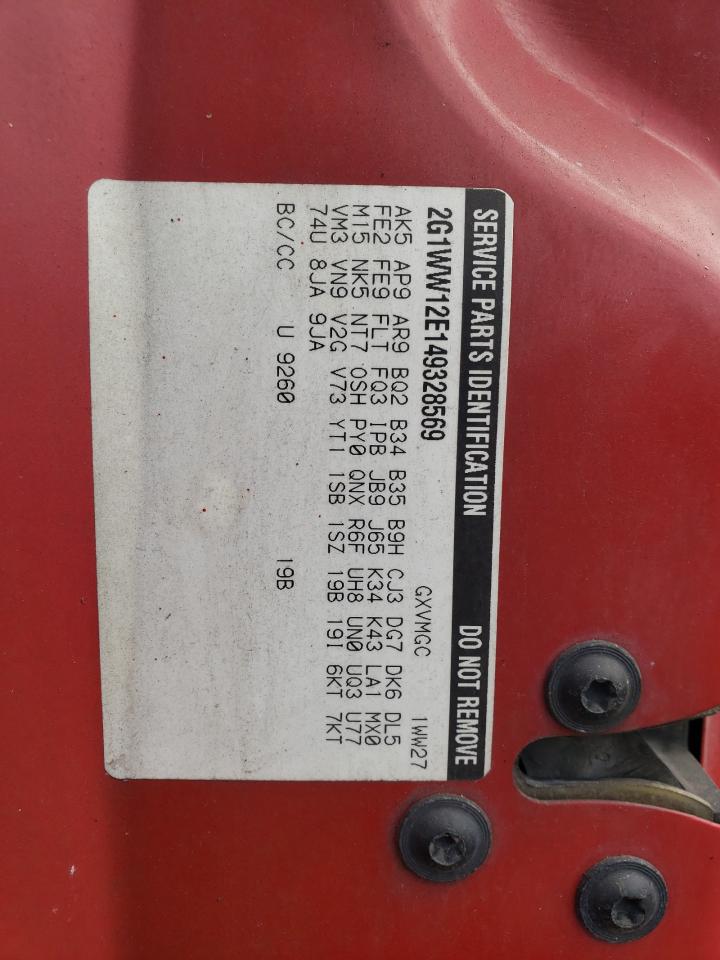 SERVICE PARTS IDENTIFICATION DO NOT REMOVE
2G1WW12E149328569 GXVMGC 1WW27
AK5 AP9 AR9 BQ2 B34 B35 B9H CJ3 DG7 DK6 DL5
FE2 FE9 FLT FQ3 IPB JB9 J65 K34 K43 LA1 MX0
M15 NK5 NT7 OSH PY0 QNX R6F UH8 UN0 UQ3 U77
VM3 VN9 V2G V73 YT1 1SB 1SZ 19B 19I 6KT 7KT
74U 8JA 9JA
BC/CC U 9260 19B